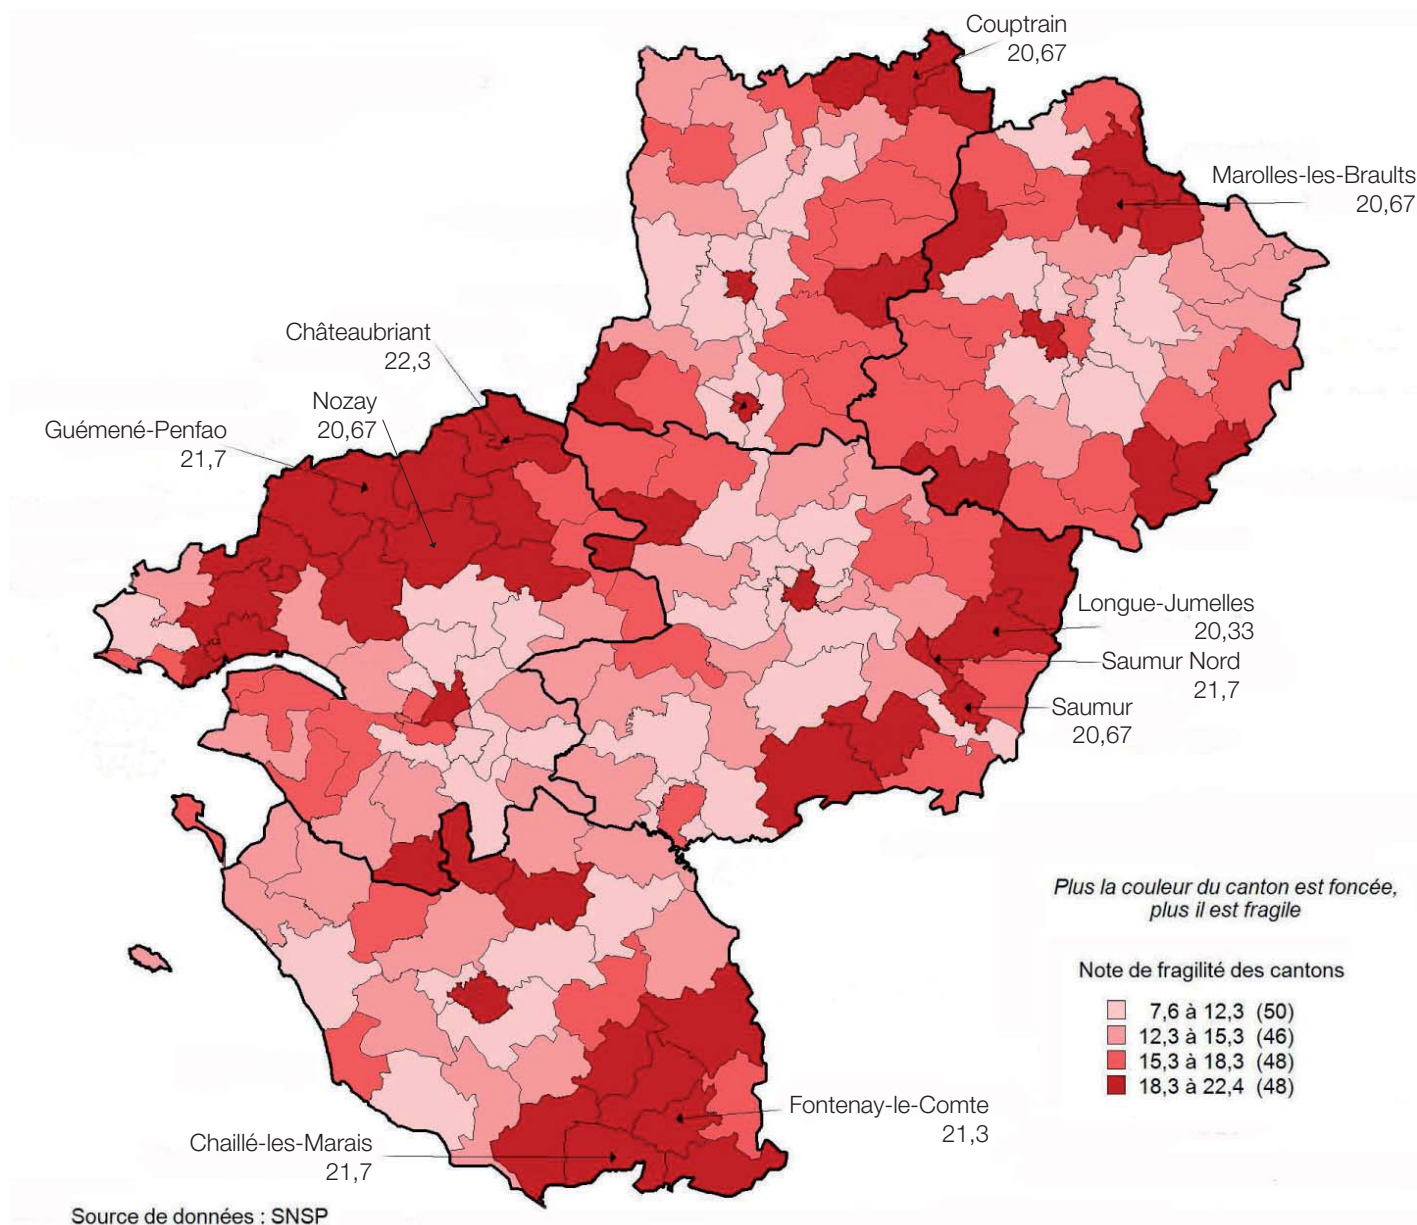 Couptrain
20,67
Marolles-les-Braults
20,67
Châteaubriant
22,3
Nozay
20,67
Guémené-Penfao
21,7
Longue-Jumelles
20,33
Saumur Nord
21,7
Saumur
20,67
Plus la couleur du canton est foncée,
plus il est fragile
Note de fragilité des cantons
7,6 à 12,3 (50)
12,3 à 15,3 (46)
15,3 à 18,3 (48)
18,3 à 22,4 (48)
Fontenay-le-Comte
21,3
Chaillé-les-Marais
21,7
Source de données : SNSP